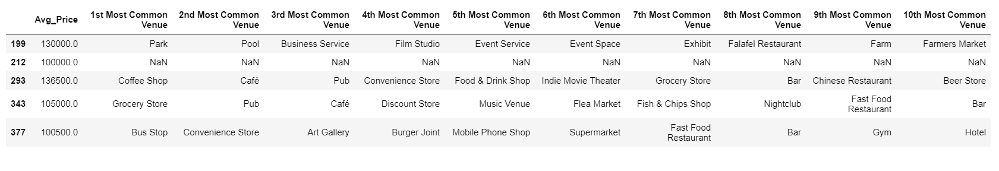 Avg_Price 1st Most Common Venue 2nd Most Common Venue 3rd Most Common Venue 4th Most Common Venue 5th Most Common Venue 6th Most Common Venue 7th Most Common Venue 8th Most Common Venue 9th Most Common Venue 10th Most Common Venue
199 130000.0 Park Pool Business Service Film Studio Event Service Event Space Exhibit Falafel Restaurant Farm Farmers Market
212 100000.0 NaN NaN NaN NaN NaN NaN NaN NaN NaN NaN
293 136500.0 Coffee Shop Café Pub Convenience Store Food & Drink Shop Indie Movie Theater Grocery Store Bar Chinese Restaurant Beer Store
343 105000.0 Grocery Store Pub Café Discount Store Music Venue Flea Market Fish & Chips Shop Nightclub Fast Food Restaurant Bar
377 100500.0 Bus Stop Convenience Store Art Gallery Burger Joint Mobile Phone Shop Supermarket Fast Food Restaurant Bar Gym Hotel